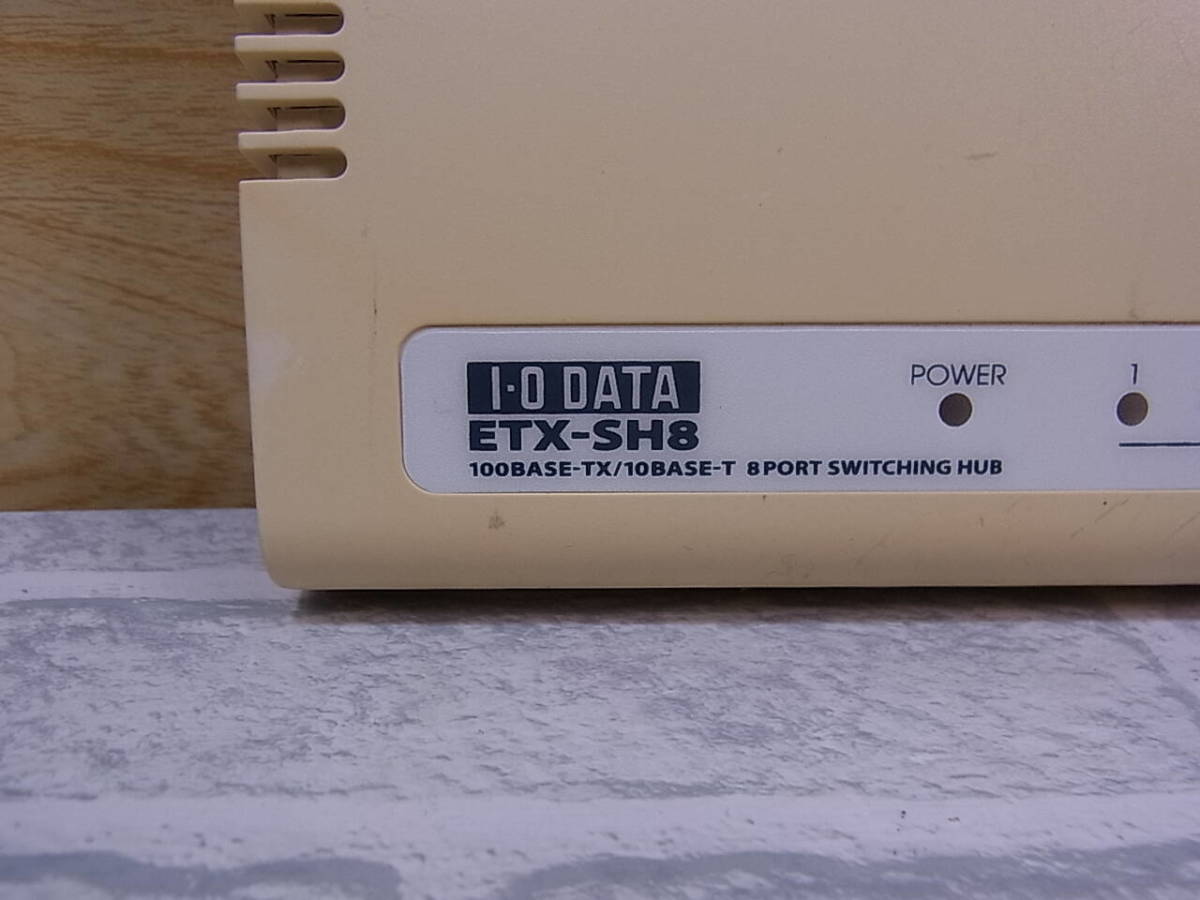 I·O DATA
ETX-SH8
100BASE-TX/10BASE-T 8PORT SWITCHING HUB
POWER
1